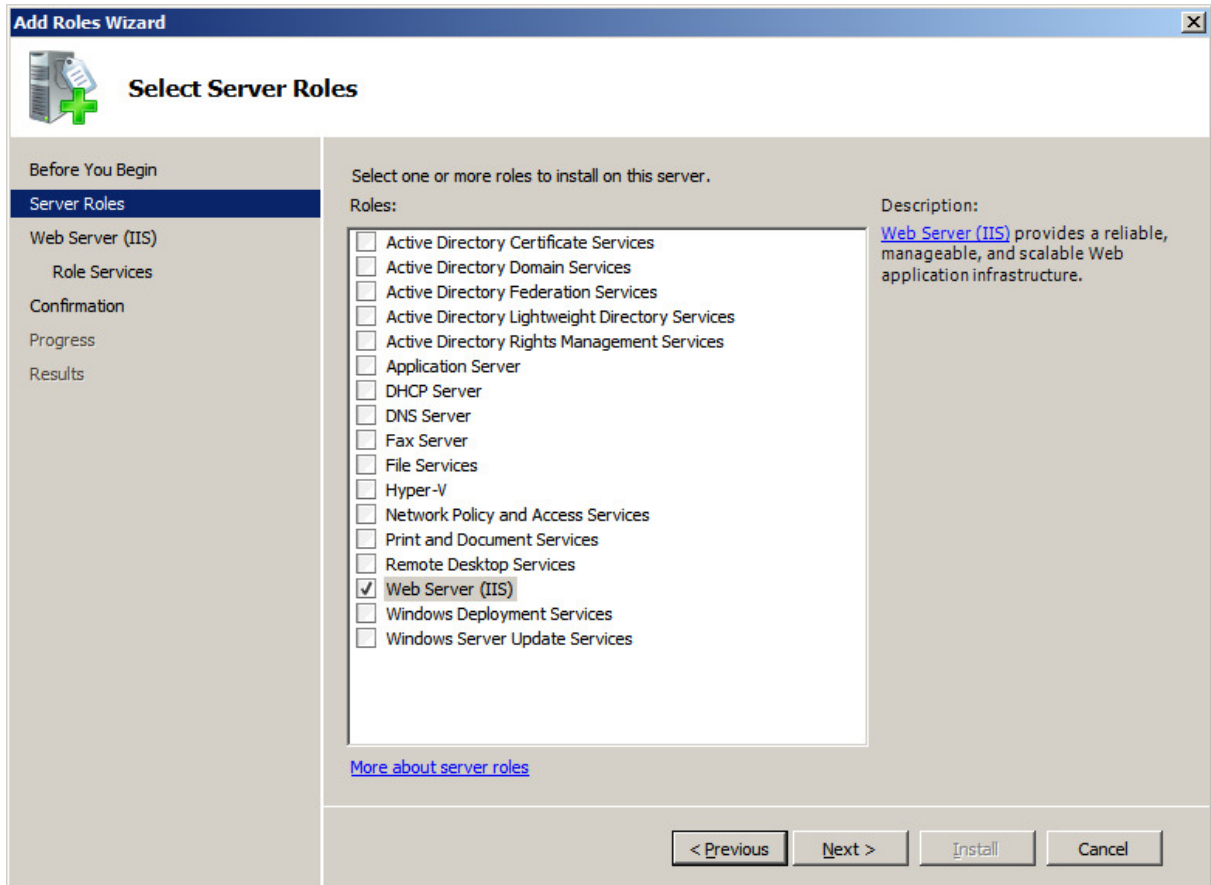 Add Roles Wizard
Select Server Roles
Before You Begin
Server Roles
Web Server (IIS)
Role Services
Confirmation
Progress
Results
Select one or more roles to install on this server.
Roles:
Active Directory Certificate Services
Active Directory Domain Services
Active Directory Federation Services
Active Directory Lightweight Directory Services
Active Directory Rights Management Services
Application Server
DHCP Server
DNS Server
Fax Server
File Services
Hyper-V
Network Policy and Access Services
Print and Document Services
Remote Desktop Services
Web Server (IIS)
Windows Deployment Services
Windows Server Update Services
More about server roles
Description:
Web Server (IIS) provides a reliable,
manageable, and scalable Web
application infrastructure.
< Previous
Next >
Install
Cancel